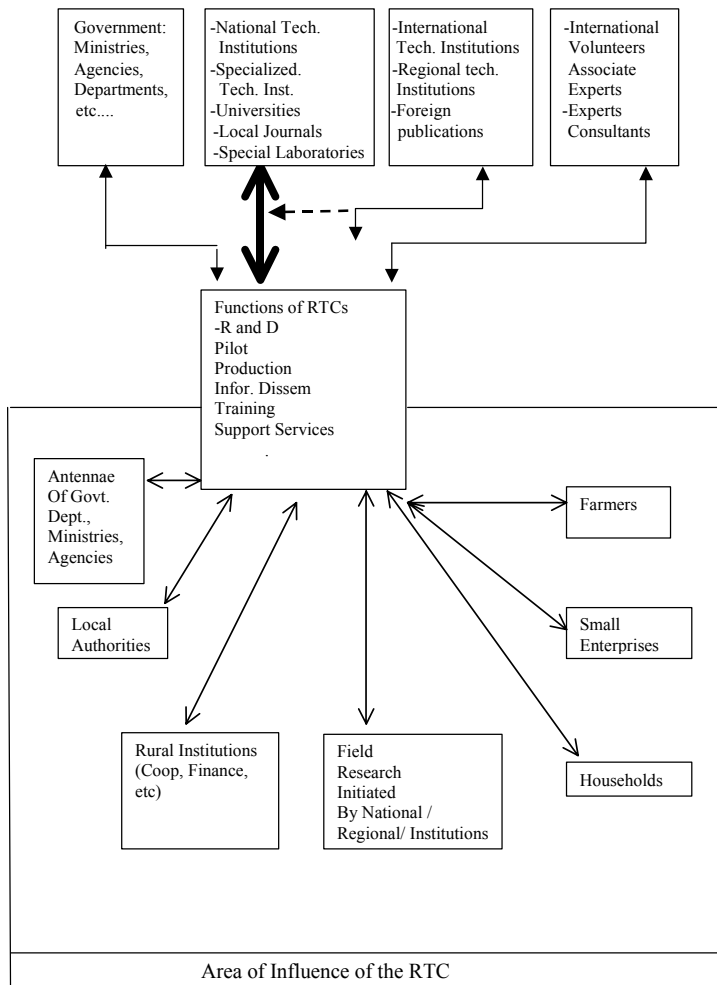 Government:
Ministries,
Agencies,
Departments,
etc....
-National Tech.
Institutions
-Specialized.
Tech. Inst.
-Universities
-Local Journals
-Special Laboratories
-International
Tech. Institutions
-Regional tech.
Institutions
-Foreign
publications
-International
Volunteers
Associate
Experts
-Experts
Consultants
Functions of RTCs
-R and D
Pilot
Production
Infor. Dissem
Training
Support Services
.
Antennae
Of Govt.
Dept.,
Ministries,
Agencies
Farmers
Local
Authorities
Small
Enterprises
Rural Institutions
(Coop, Finance,
etc)
Field
Research
Initiated
By National /
Regional/ Institutions
Households
Area of Influence of the RTC